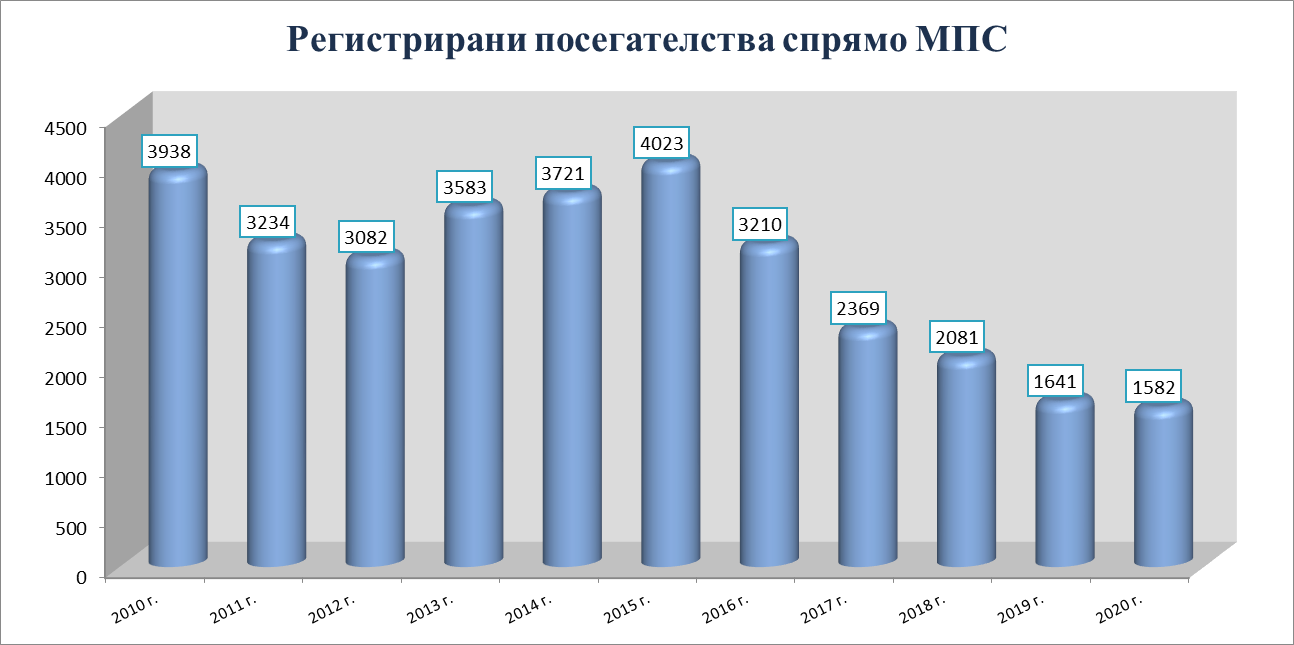 Регистрирани посегателства спрямо МПС
4500
4000
3500
3000
2500
2000
1500
1000
500
0
3938
3234
3082
3583
3721
4023
3210
2369
2081
1641
1582
2010 г.
2011 г.
2012 г.
2013 г.
2014 г.
2015 г.
2016 г.
2017 г.
2018 г.
2019 г.
2020 г.